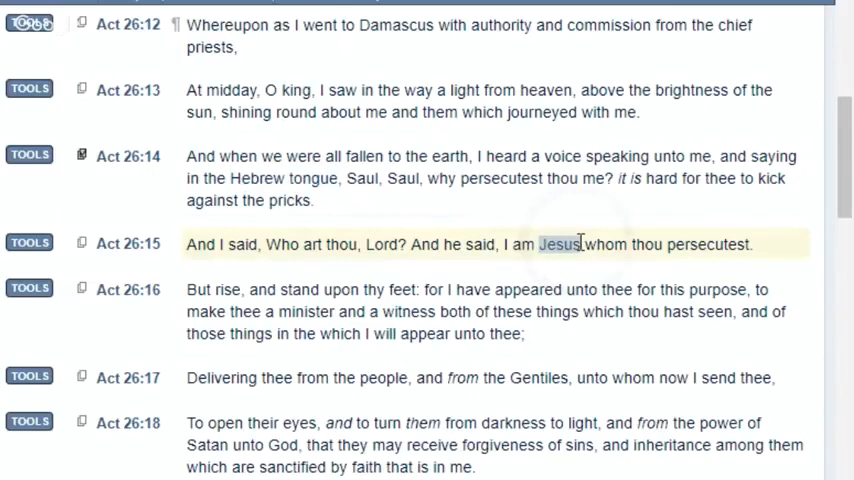 TOOLS Act 26:12 ¶ Whereupon as I went to Damascus with authority and commission from the chief
priests,
TOOLS Act 26:13 At midday, O king, I saw in the way a light from heaven, above the brightness of the
sun, shining round about me and them which journeyed with me.
TOOLS Act 26:14 And when we were all fallen to the earth, I heard a voice speaking unto me, and saying
in the Hebrew tongue, Saul, Saul, why persecutest thou me? it is hard for thee to kick
against the pricks.
TOOLS Act 26:15 And I said, Who art thou, Lord? And he said, I am Jesus whom thou persecutest.
TOOLS Act 26:16 But rise, and stand upon thy feet: for I have appeared unto thee for this purpose, to
make thee a minister and a witness both of these things which thou hast seen, and of
those things in the which I will appear unto thee;
TOOLS Act 26:17 Delivering thee from the people, and from the Gentiles, unto whom now I send thee,
TOOLS Act 26:18 To open their eyes, and to turn them from darkness to light, and from the power of
Satan unto God, that they may receive forgiveness of sins, and inheritance among them
which are sanctified by faith that is in me.